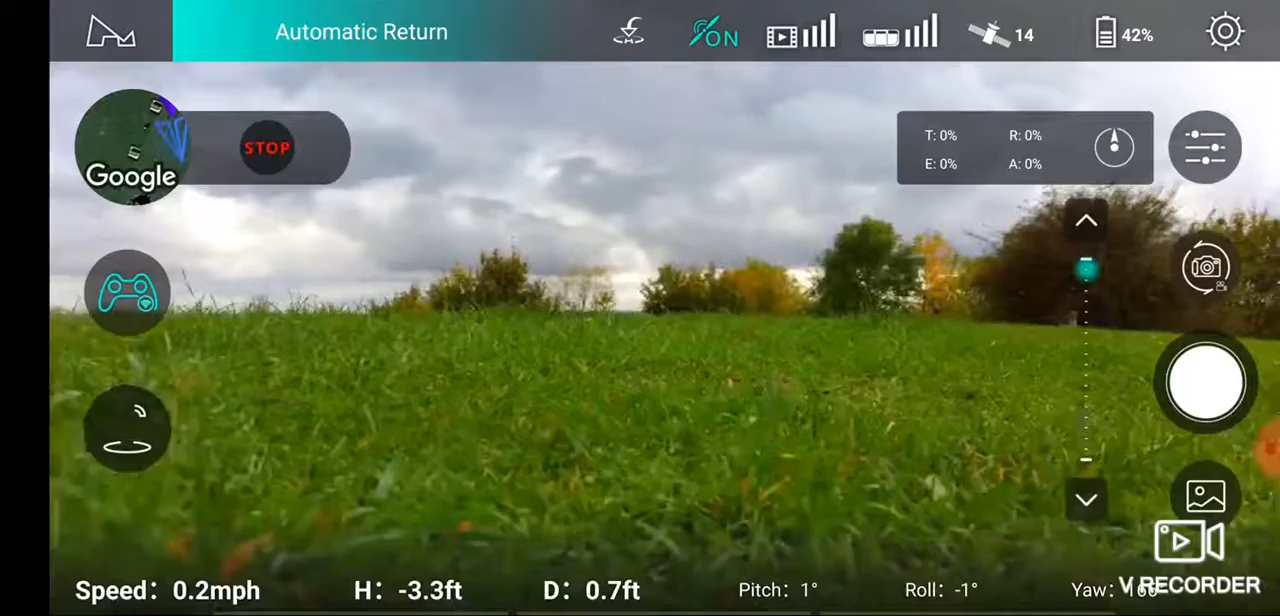 Automatic Return
ON
14
42%
Google
STOP
T: 0%
R: 0%
E: 0%
A: 0%
Speed: 0.2mph
H: -3.3ft
D: 0.7ft
Pitch: 1°
Roll: -1°
Yaw:
V RECORDER